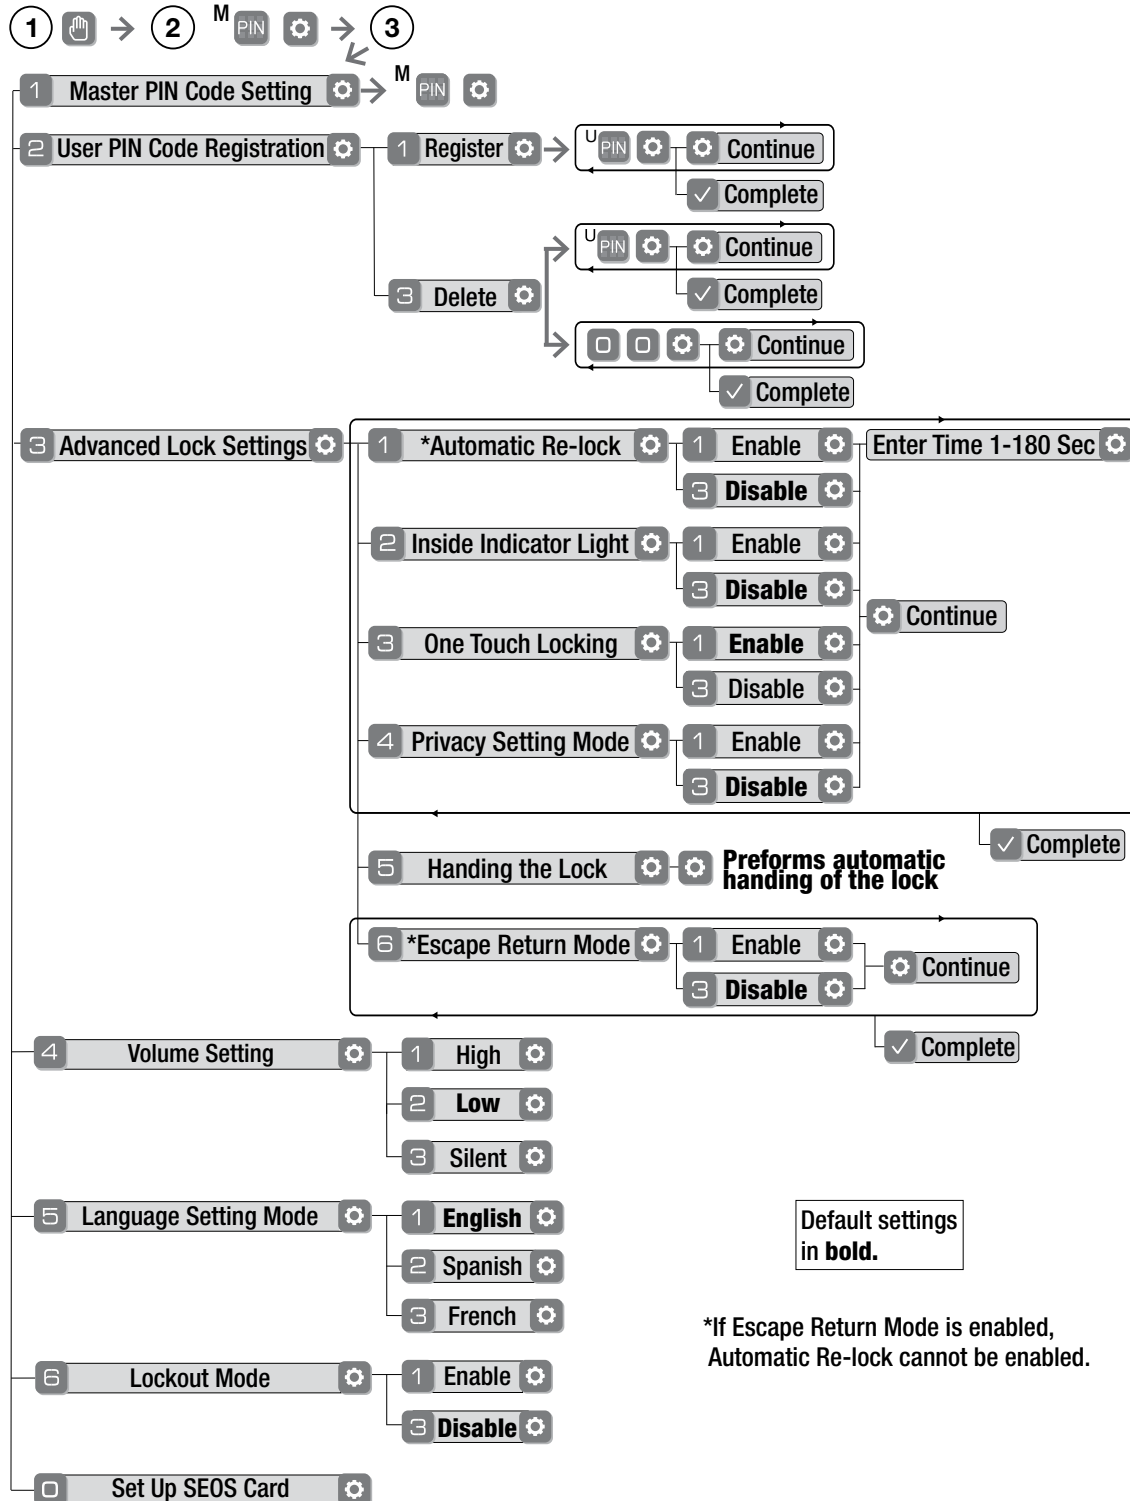 1 2 M PIN 3
1 Master PIN Code Setting M PIN
2 User PIN Code Registration 1 Register U PIN Continue
Complete
U PIN Continue
3 Delete Complete
0 0 Continue
Complete
3 Advanced Lock Settings 1 *Automatic Re-lock 1 Enable Enter Time 1-180 Sec
3 Disable
2 Inside Indicator Light 1 Enable
3 Disable
Continue
3 One Touch Locking 1 Enable
3 Disable
4 Privacy Setting Mode 1 Enable
3 Disable
Complete
5 Handing the Lock Preforms automatic
handing of the lock
6 *Escape Return Mode 1 Enable
Continue
3 Disable
Complete
4 Volume Setting 1 High
2 Low
3 Silent
5 Language Setting Mode 1 English
2 Spanish
3 French
Default settings
in bold.
*If Escape Return Mode is enabled,
Automatic Re-lock cannot be enabled.
6 Lockout Mode 1 Enable
3 Disable
0 Set Up SEOS Card